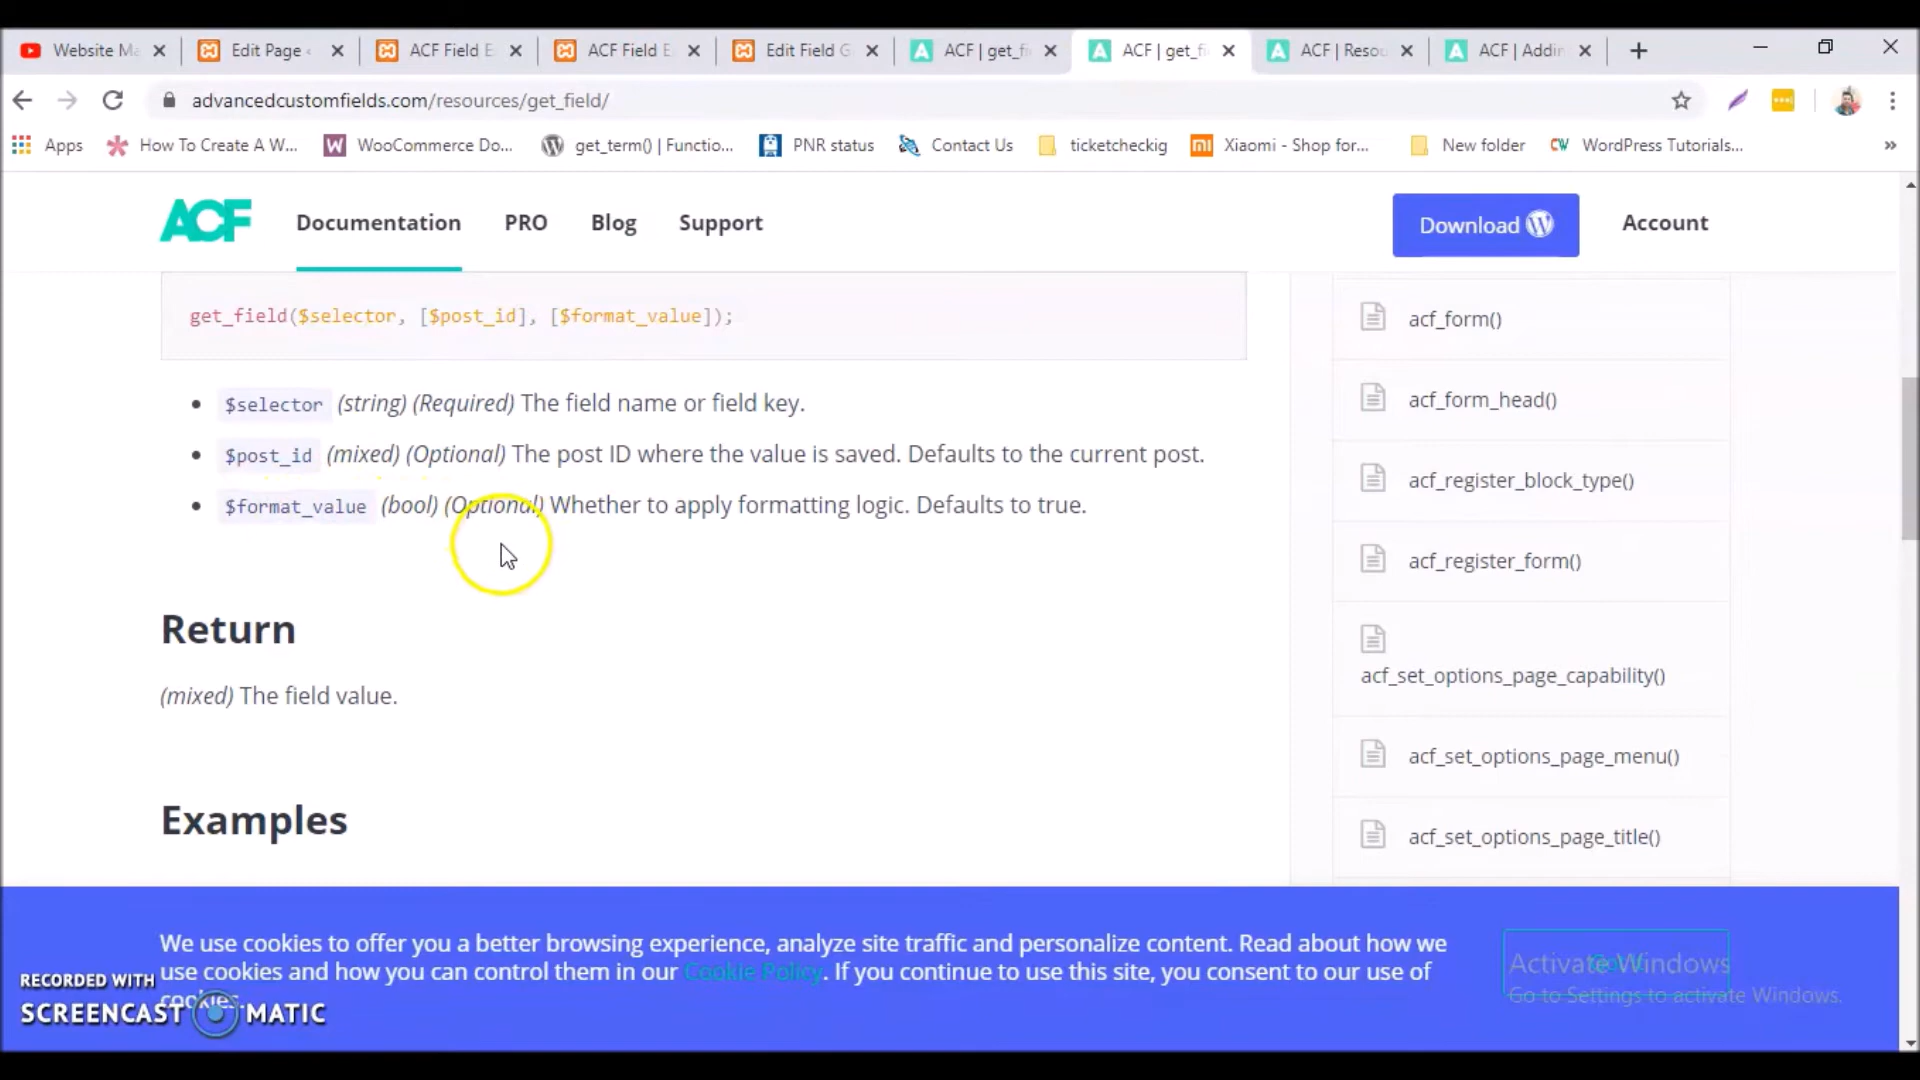 Website Ma
Edit Page
ACF Field E
ACF Field E
Edit Field G
ACF | get_fi
ACF | get_fi
ACF | Resou
ACF | Addin
advancedcustomfields.com/resources/get_field/
Apps
How To Create A W...
WooCommerce Do...
get_term() | Functio...
PNR status
Contact Us
ticketcheckig
Xiaomi - Shop for...
New folder
WordPress Tutorials...
»
ACF
Documentation
PRO
Blog
Support
Download
Account
get_field($selector, [$post_id], [$format_value]);
• $selector (string) (Required) The field name or field key.
• $post_id (mixed) (Optional) The post ID where the value is saved. Defaults to the current post.
• $format_value (bool) (Optional) Whether to apply formatting logic. Defaults to true.
Return
(mixed) The field value.
Examples
acf_form()
acf_form_head()
acf_register_block_type()
acf_register_form()
acf_set_options_page_capability()
acf_set_options_page_menu()
acf_set_options_page_title()
We use cookies to offer you a better browsing experience, analyze site traffic and personalize content. Read about how we
use cookies and how you can control them in our Cookie Policy. If you continue to use this site, you consent to our use of
cookies.
Activate Windows
Go to Settings to activate Windows.
RECORDED WITH
SCREENCAST MATIC